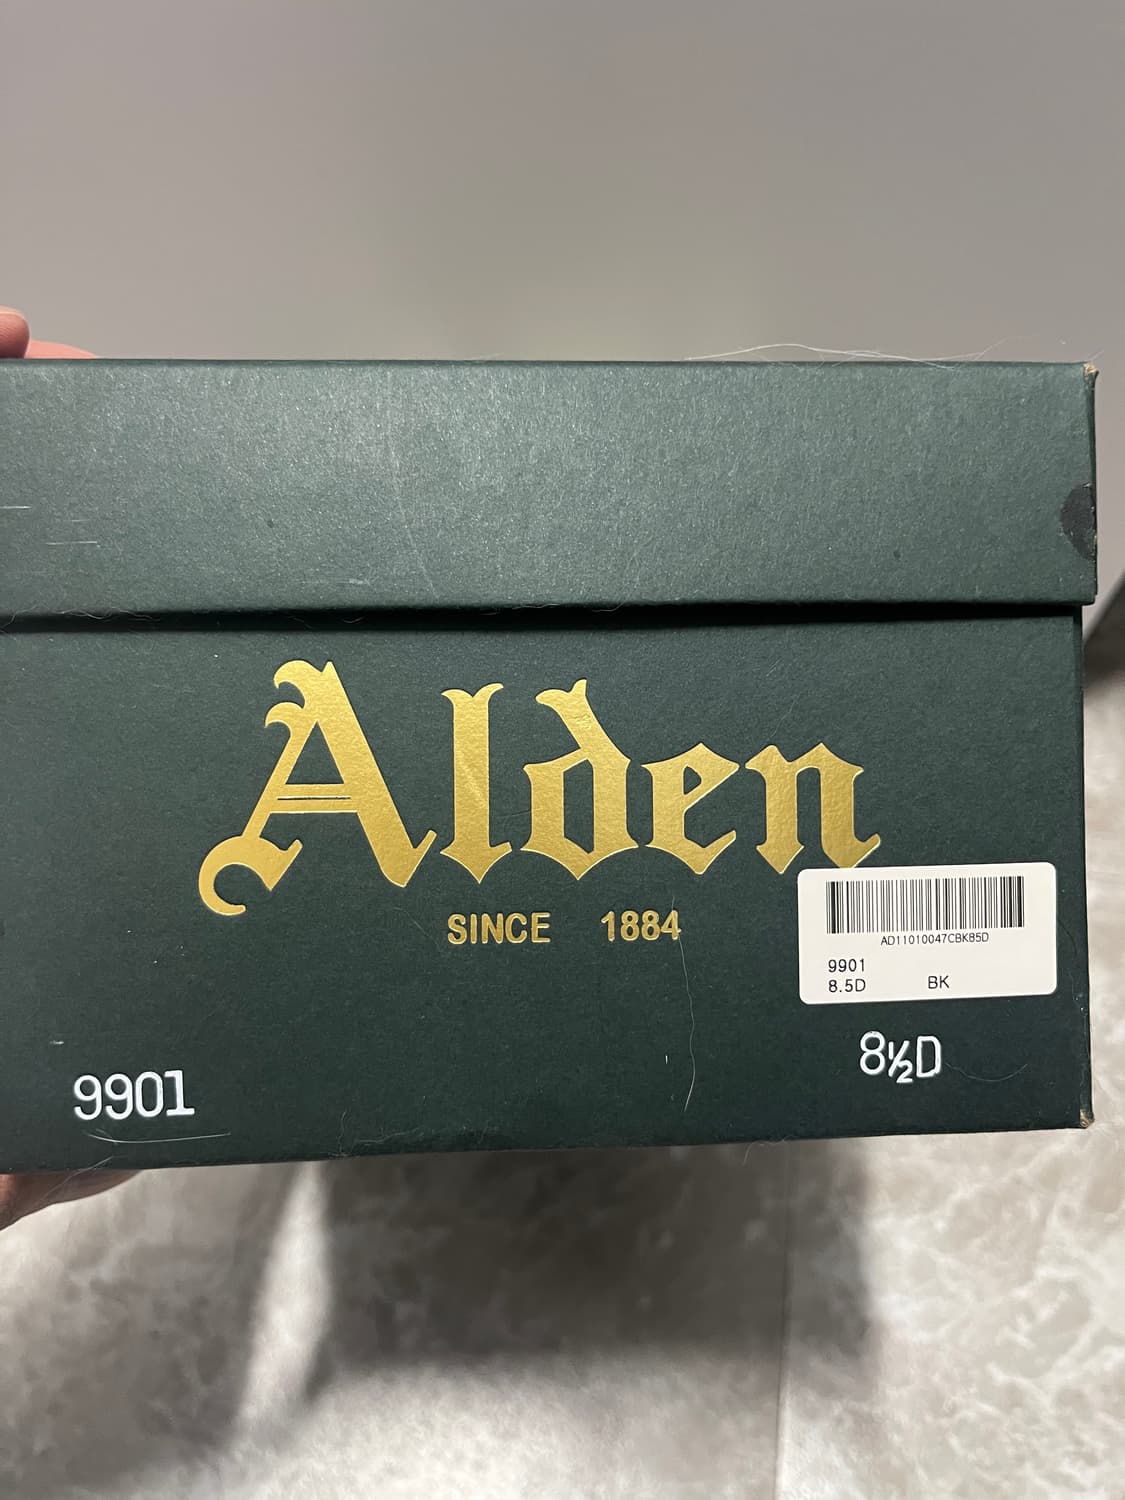 Alden
SINCE 1884
AD11010047CBK85D
9901
8.5D BK
8½D
9901